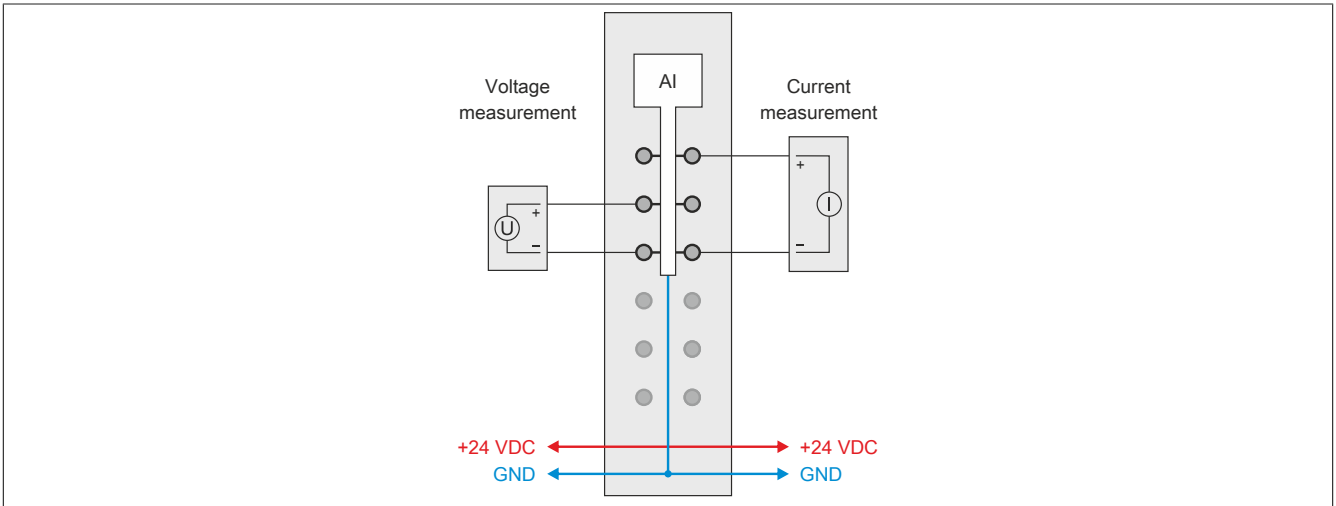 AI
Voltage
measurement
Current
measurement
+
+
U
I
−
−
+24 VDC
+24 VDC
GND
GND